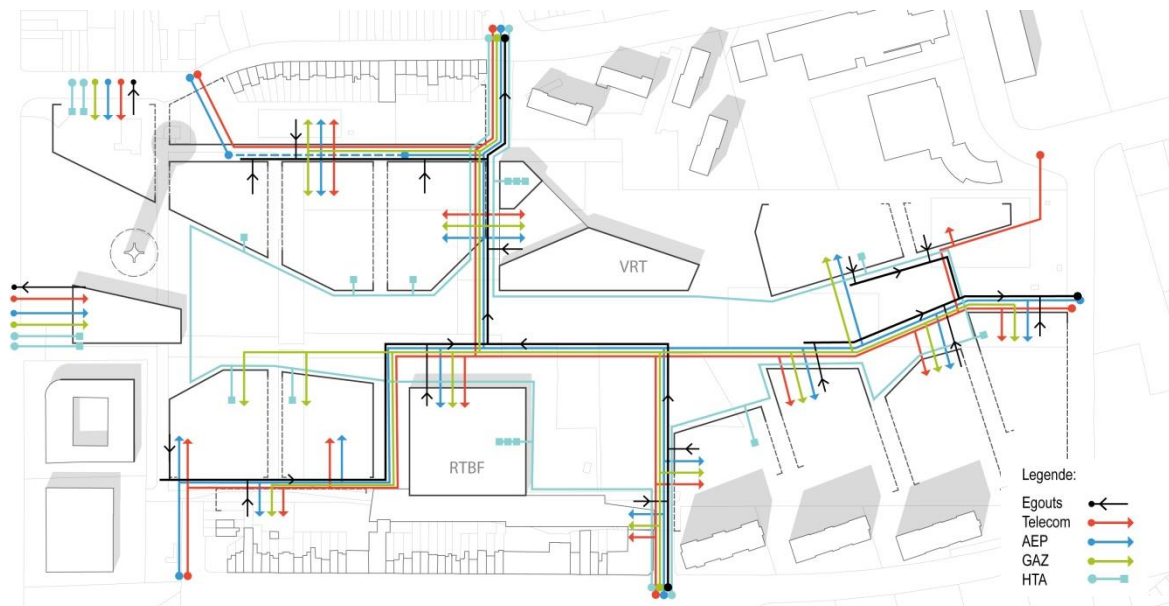 VRT
RTBF
Legende:
Egouts
Telecom
AEP
GAZ
HTA